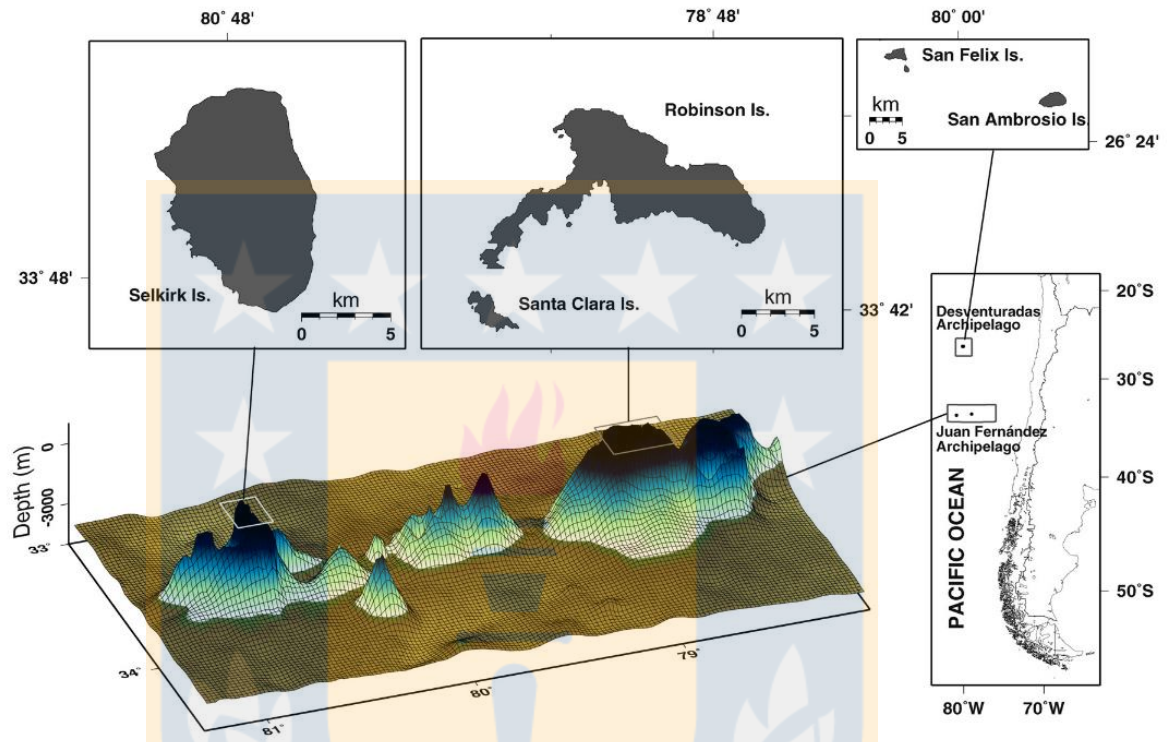 80° 48'
78° 48'
80° 00'
San Felix Is.
km
0 5
San Ambrosio Is.
26° 24'
Robinson Is.
33° 48'
Selkirk Is.
km
0 5
Santa Clara Is.
km
0 5
33° 42'
20°S
Desventuradas
Archipelago
30°S
Juan Fernández
Archipelago
40°S
50°S
PACIFIC OCEAN
80°W 70°W
Depth (m)
0
-3000
33°
34°
81°
80°
79°